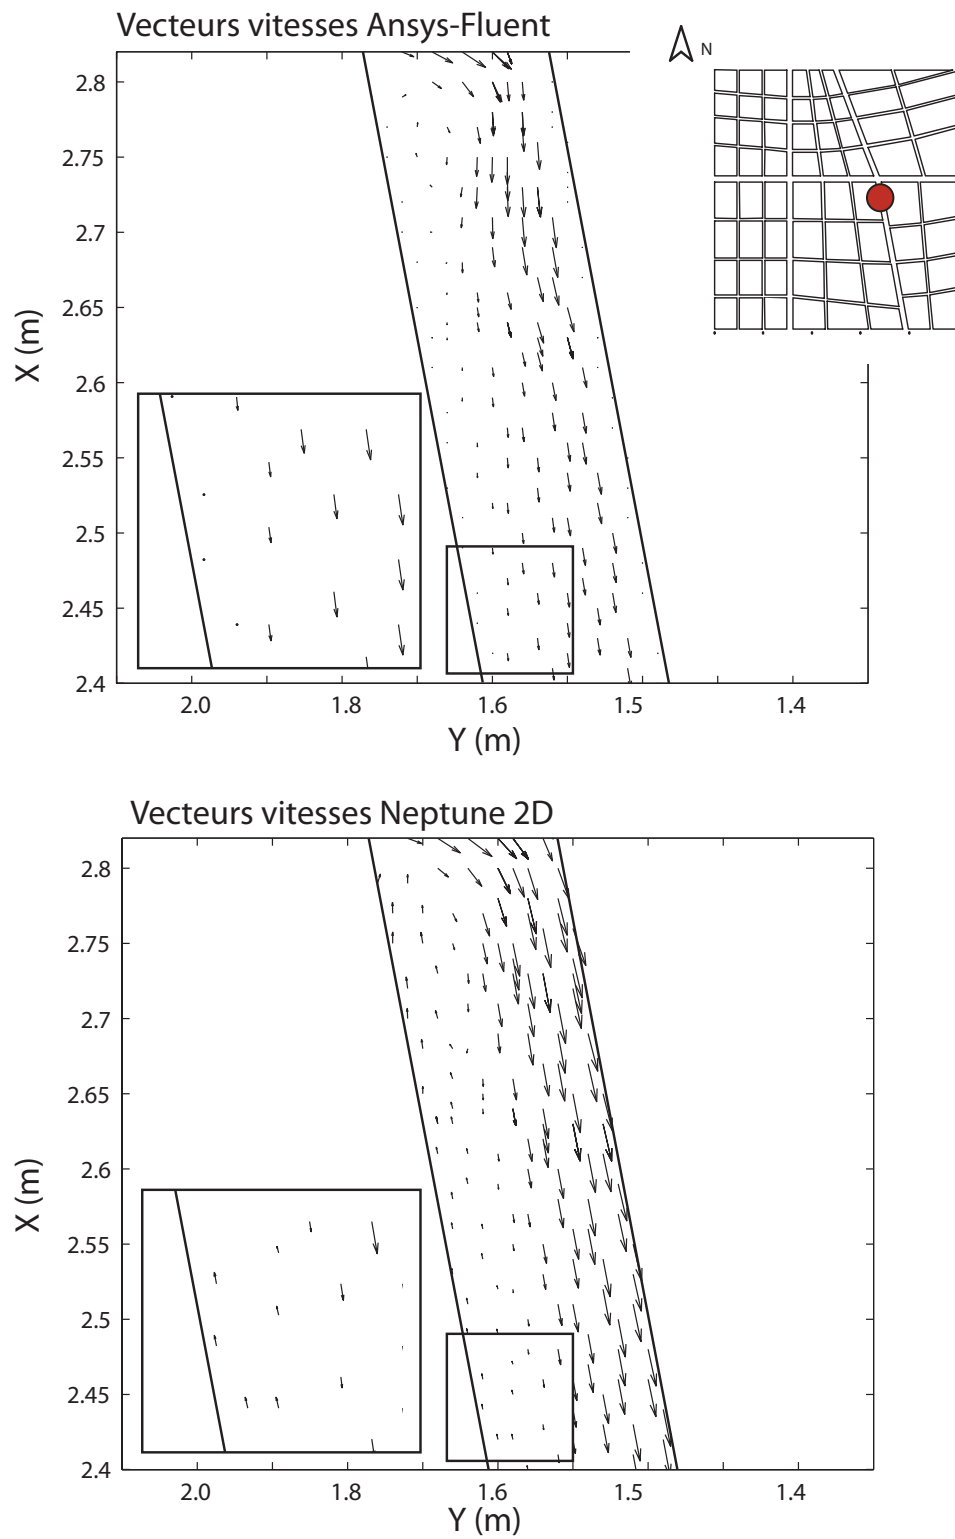 Vecteurs vitesses Ansys-Fluent
N
2.8
2.75
2.7
2.65
2.6
2.55
2.5
2.45
2.4
X (m)
2.0 1.8 1.6 1.5 1.4
Y (m)
Vecteurs vitesses Neptune 2D
2.8
2.75
2.7
2.65
2.6
2.55
2.5
2.45
2.4
X (m)
2.0 1.8 1.6 1.5 1.4
Y (m)